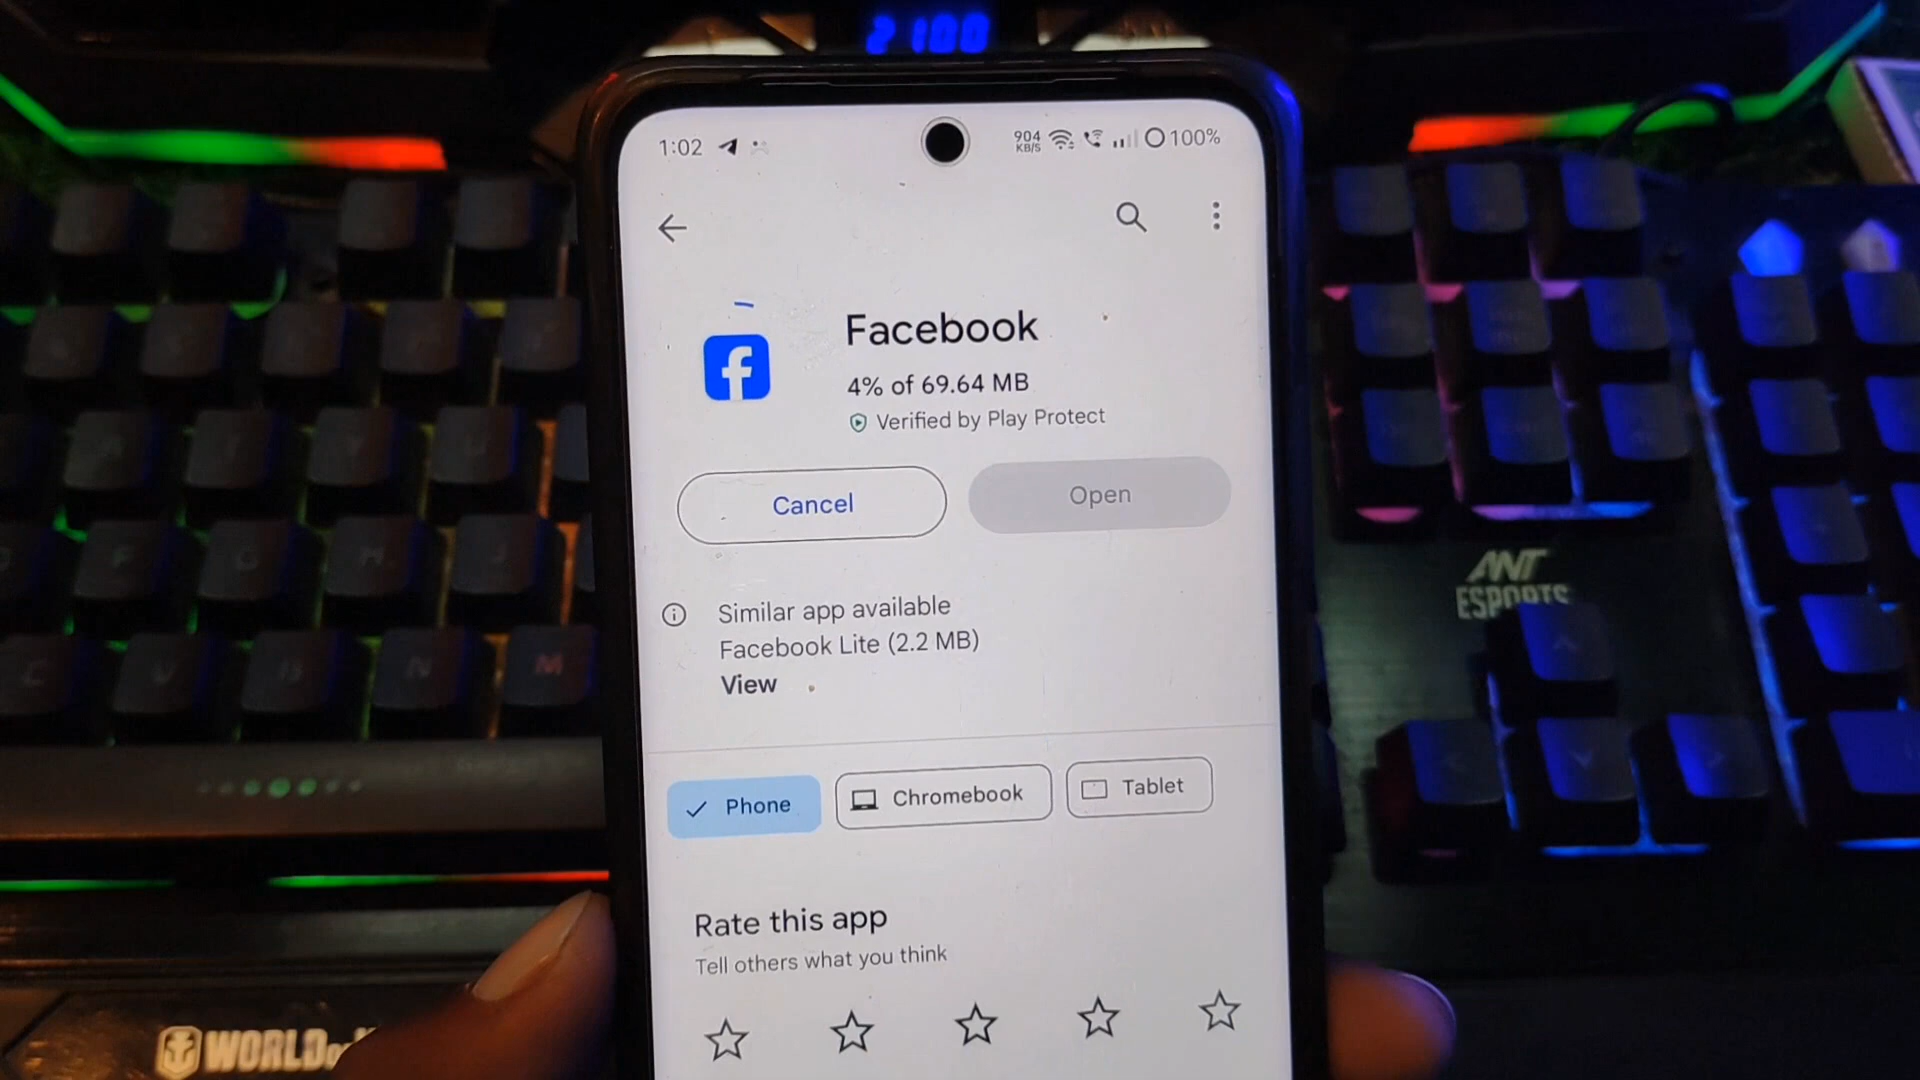 2100
1:02
904
KB/S
100%
Facebook
4% of 69.64 MB
Verified by Play Protect
Cancel
Open
Similar app available
Facebook Lite (2.2 MB)
View
Phone
Chromebook
Tablet
Rate this app
Tell others what you think
ANT
ESPORTS
F
G
H
J
C
V
B
N
M
WORLD of